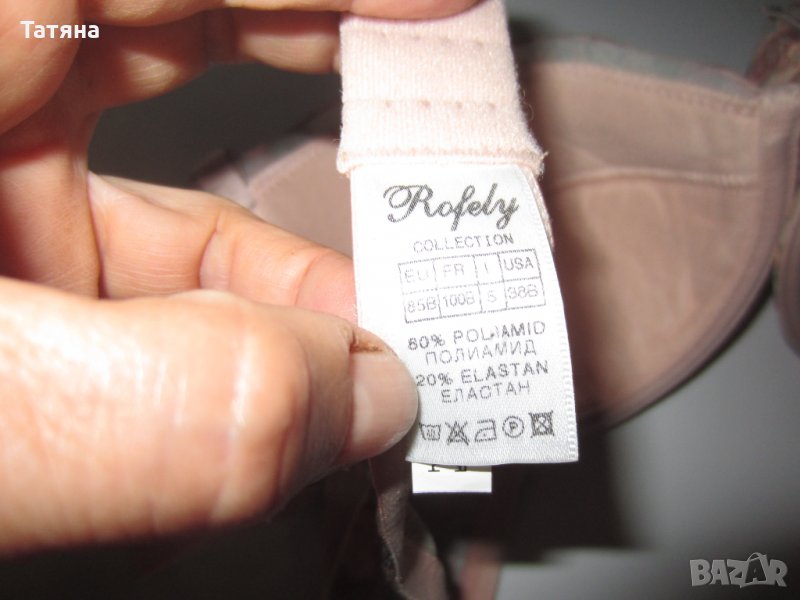 Татяна
Rofely
COLLECTION
EU FR I USA
85B 100B 5 38B
80% POLIAMID
ПОЛИАМИД
20% ELASTAN
ЕЛАСТАН
BAZAR